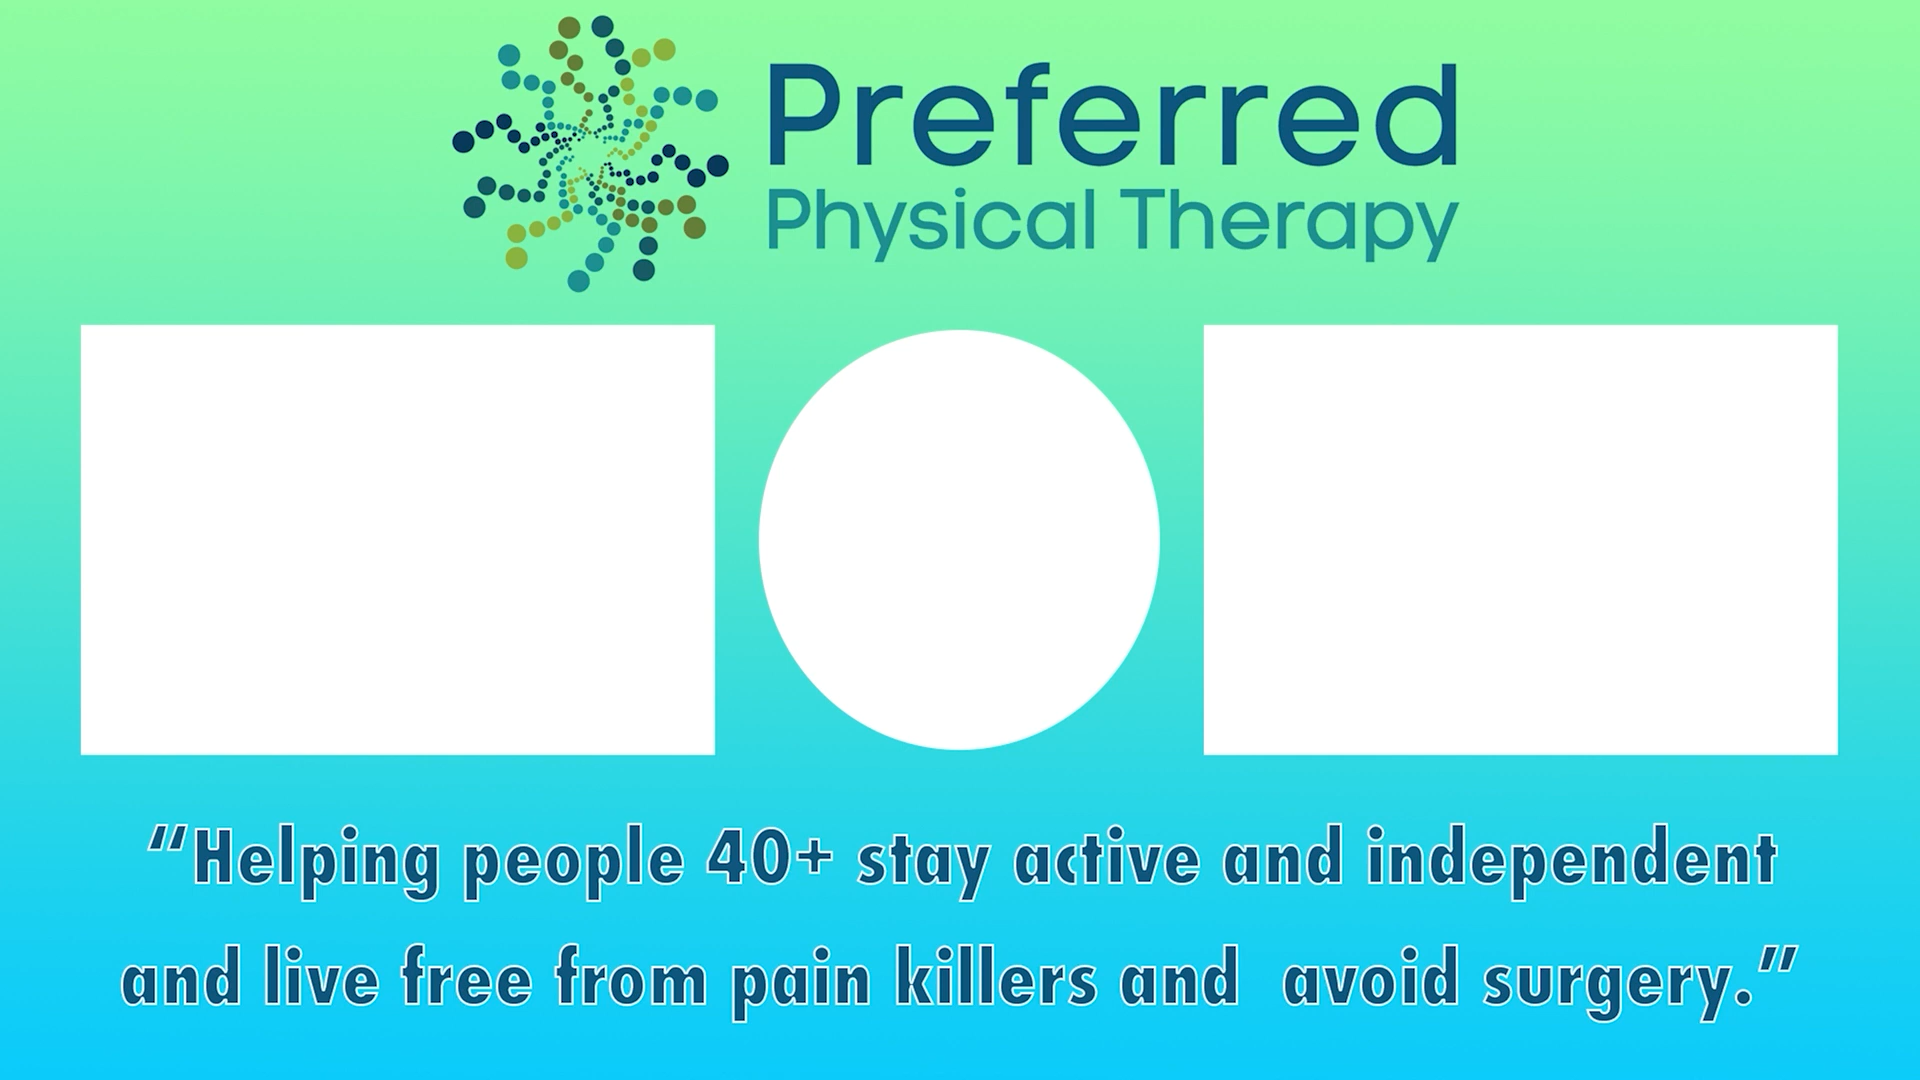 Preferred
Physical Therapy
“Helping people 40+ stay active and independent
and live free from pain killers and  avoid surgery.”